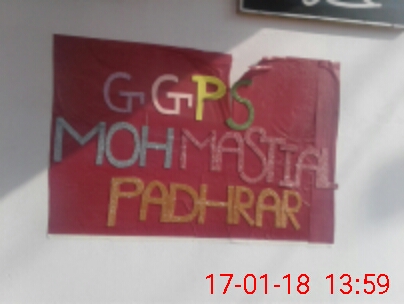 GGPS
MOH MASTIAL
PADHRAR
17-01-18 13:59